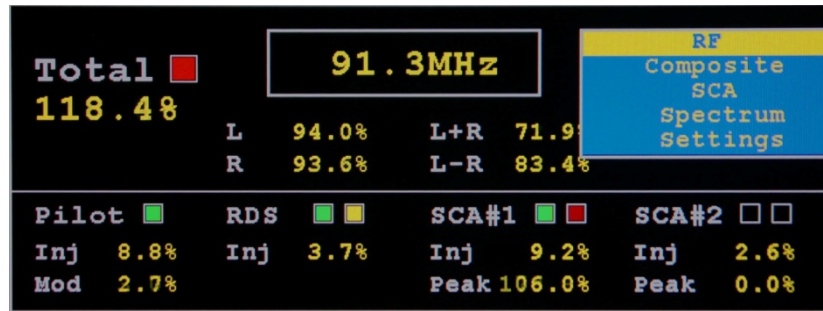 Total
118.4%
91.3MHz
RF
Composite
SCA
Spectrum
Settings
L 94.0% L+R 71.9
R 93.6% L-R 83.4%
Pilot RDS SCA#1 SCA#2
Inj 8.8% Inj 3.7% Inj 9.2% Inj 2.6%
Mod 2.7% Peak 106.0% Peak 0.0%